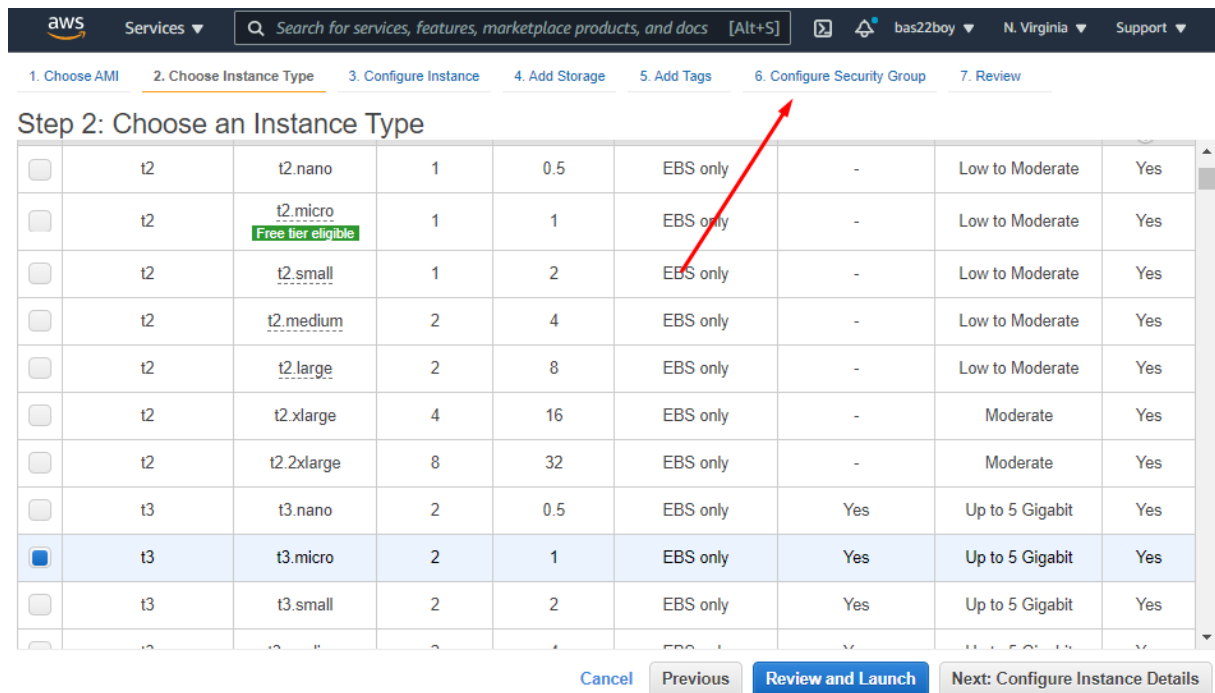 aws Services ▼ Search for services, features, marketplace products, and docs [Alt+S] bas22boy ▼ N. Virginia ▼ Support ▼
1. Choose AMI 2. Choose Instance Type 3. Configure Instance 4. Add Storage 5. Add Tags 6. Configure Security Group 7. Review
Step 2: Choose an Instance Type
t2 t2.nano 1 0.5 EBS only - Low to Moderate Yes
t2 t2.micro 1 1 EBS only - Low to Moderate Yes
Free tier eligible
t2 t2.small 1 2 EBS only - Low to Moderate Yes
t2 t2.medium 2 4 EBS only - Low to Moderate Yes
t2 t2.large 2 8 EBS only - Low to Moderate Yes
t2 t2.xlarge 4 16 EBS only - Moderate Yes
t2 t2.2xlarge 8 32 EBS only - Moderate Yes
t3 t3.nano 2 0.5 EBS only Yes Up to 5 Gigabit Yes
t3 t3.micro 2 1 EBS only Yes Up to 5 Gigabit Yes
t3 t3.small 2 2 EBS only Yes Up to 5 Gigabit Yes
Cancel Previous Review and Launch Next: Configure Instance Details